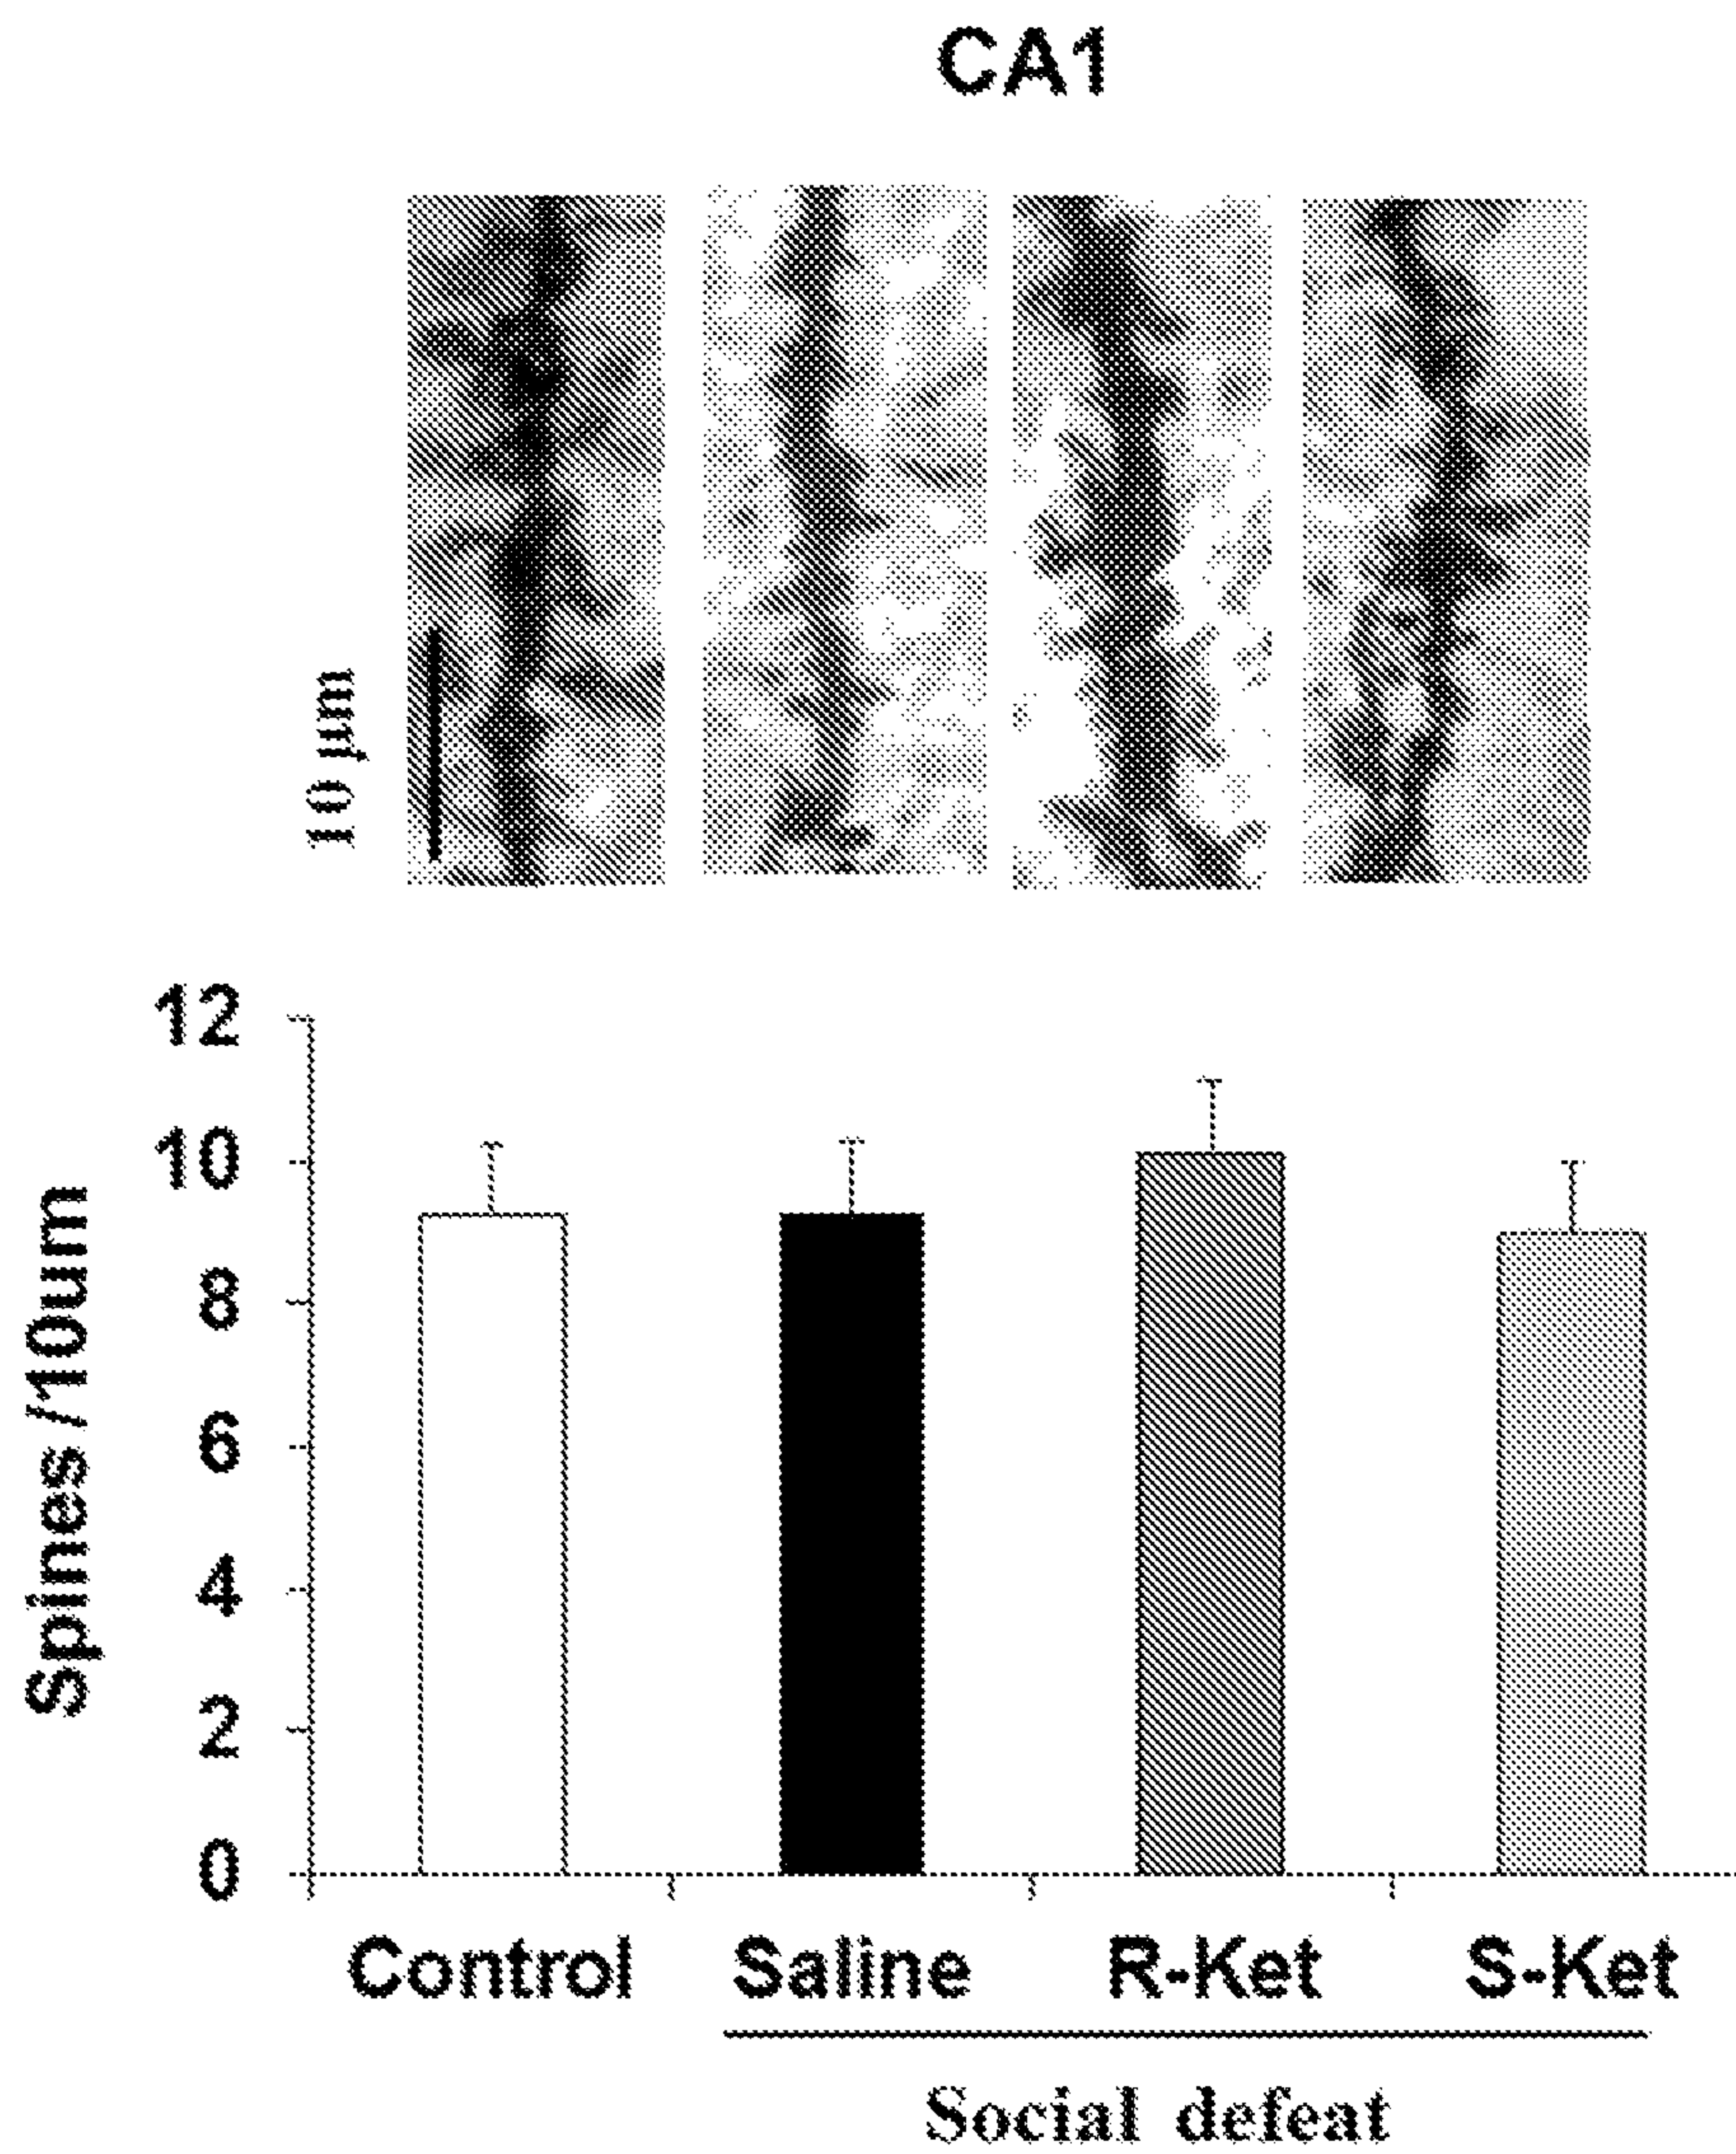 CA1
10 µm
12
10
8
6
4
2
0
Spines /10um
Control Saline R-Ket S-Ket
Social defeat